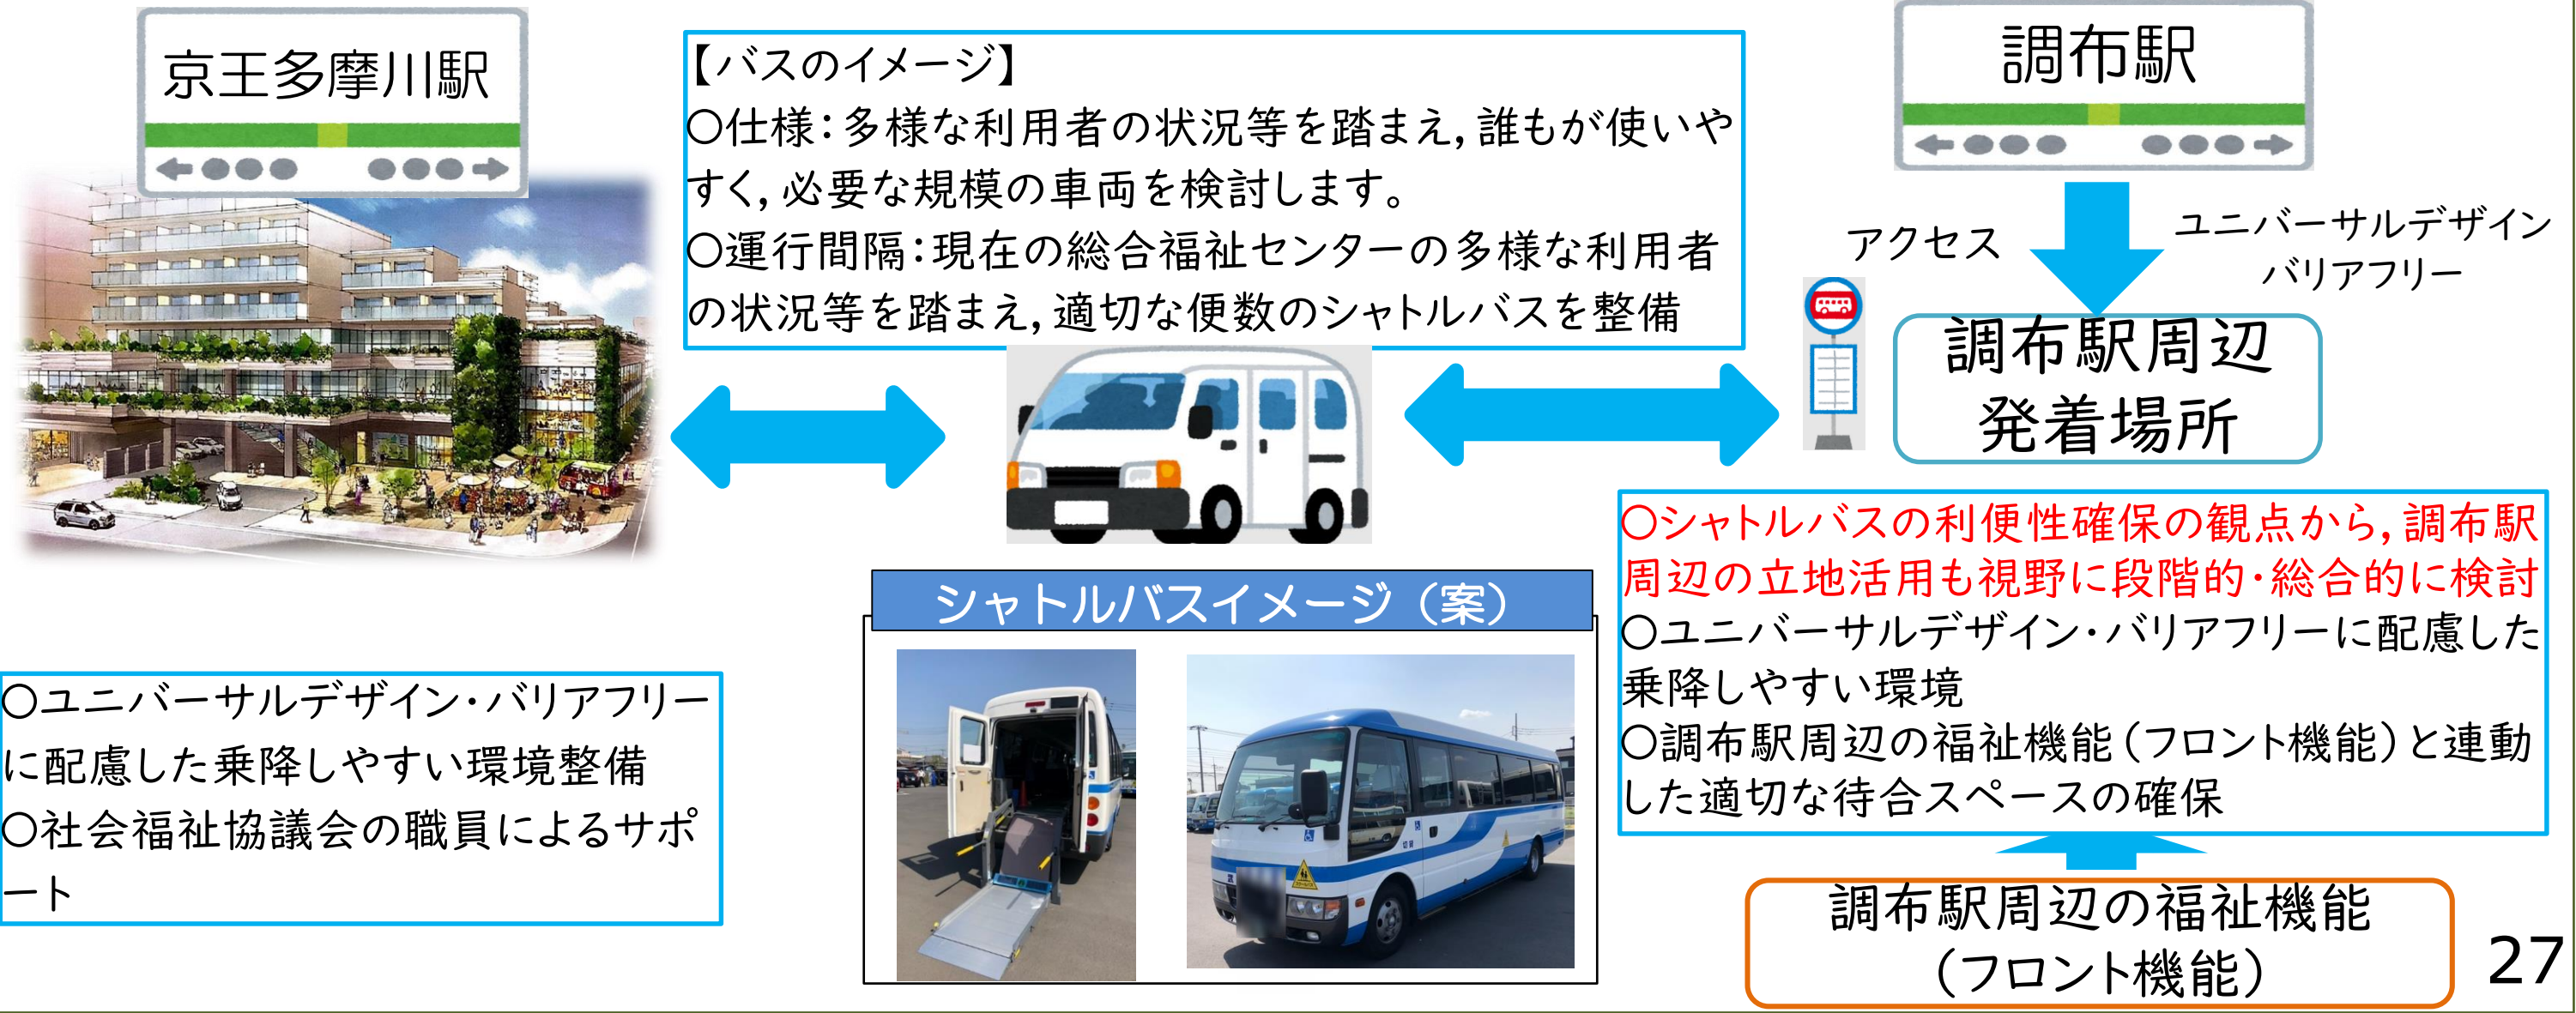 京王多摩川駅
【バスのイメージ】
〇仕様：多様な利用者の状況等を踏まえ，誰もが使いや
すく，必要な規模の車両を検討します。
〇運行間隔：現在の総合福祉センターの多様な利用者
の状況等を踏まえ，適切な便数のシャトルバスを整備
調布駅
アクセス
ユニバーサルデザイン
バリアフリー
調布駅周辺
発着場所
〇シャトルバスの利便性確保の観点から，調布駅
周辺の立地活用も視野に段階的・総合的に検討
〇ユニバーサルデザイン・バリアフリーに配慮した
乗降しやすい環境
〇調布駅周辺の福祉機能（フロント機能）と連動
した適切な待合スペースの確保
シャトルバスイメージ（案）
〇ユニバーサルデザイン・バリアフリー
に配慮した乗降しやすい環境整備
〇社会福祉協議会の職員によるサポ
ート
調布駅周辺の福祉機能
（フロント機能）
27